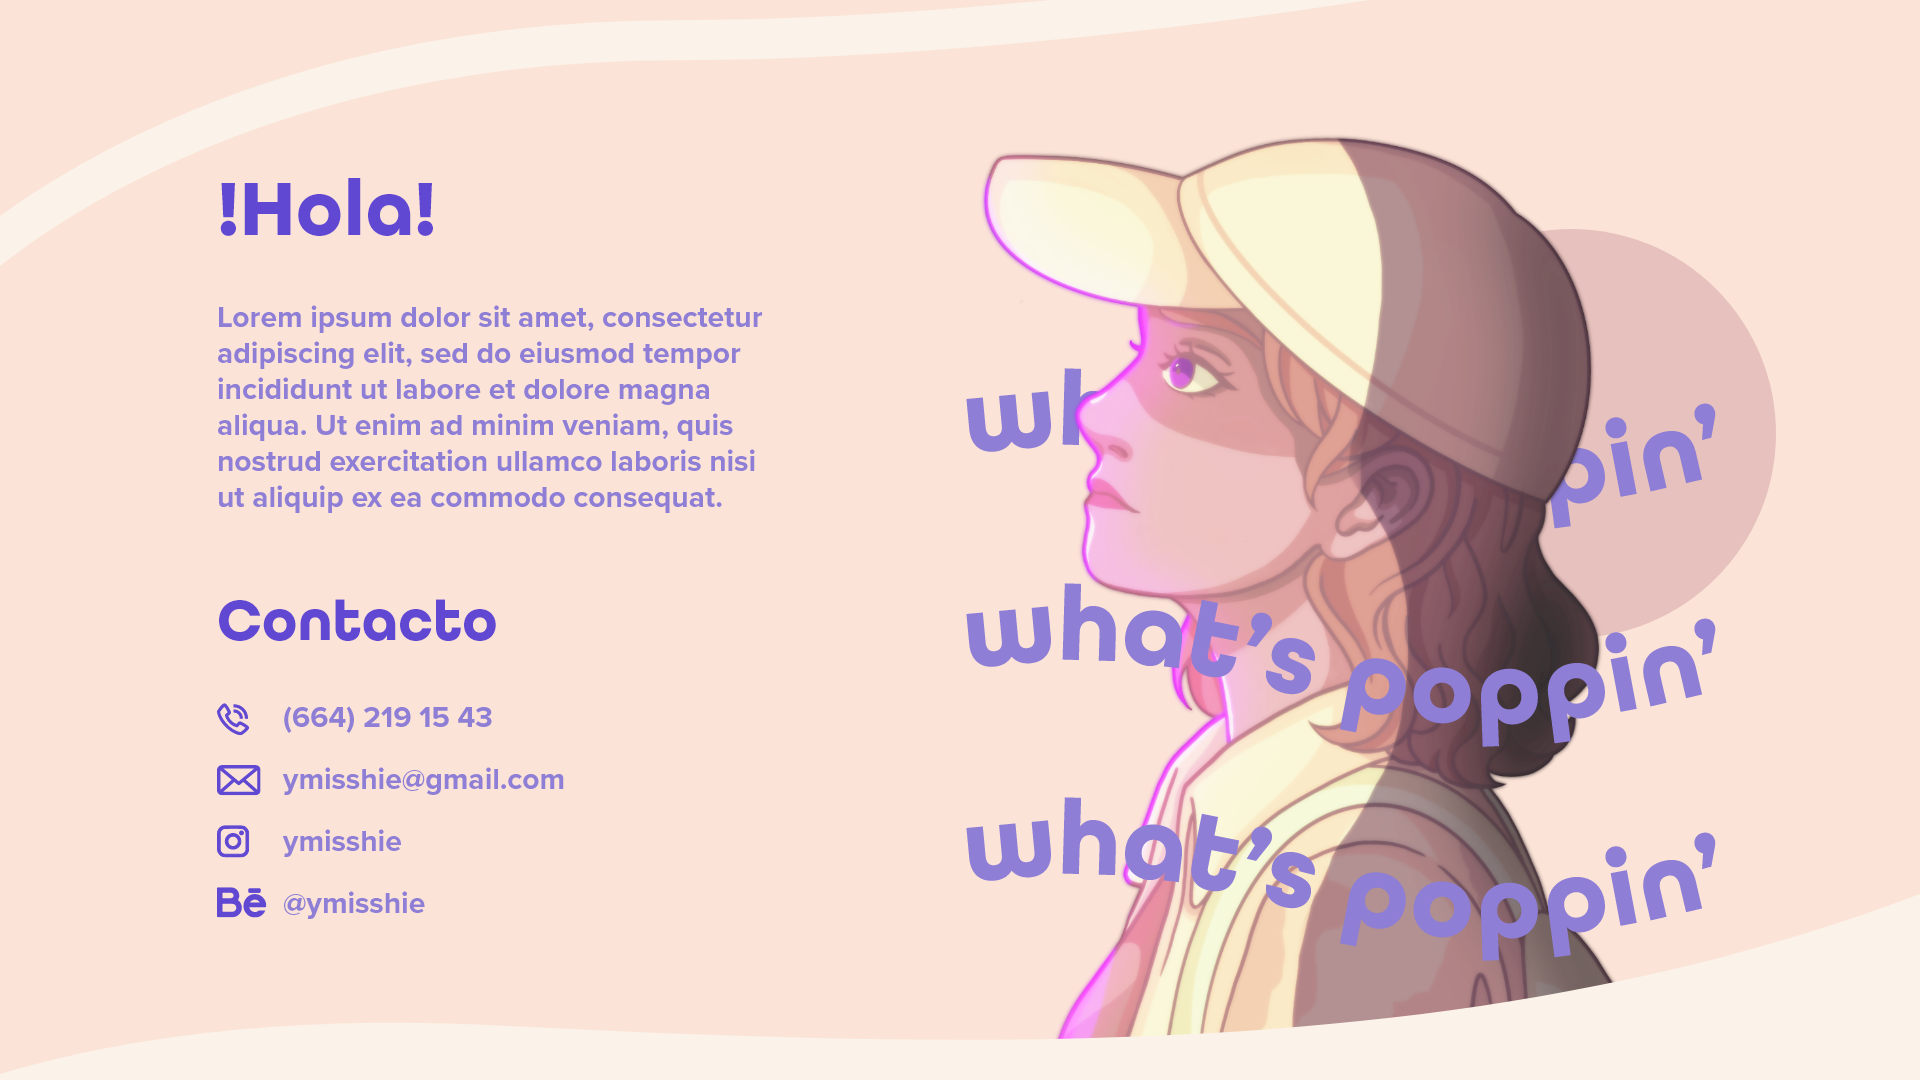 !Hola!
Lorem ipsum dolor sit amet, consectetur
adipiscing elit, sed do eiusmod tempor
incididunt ut labore et dolore magna
aliqua. Ut enim ad minim veniam, quis
nostrud exercitation ullamco laboris nisi
ut aliquip ex ea commodo consequat.
Contacto
(664) 219 15 43
ymisshie@gmail.com
ymisshie
Bē @ymisshie
wh pin’
what’s poppin’
what’s poppin’